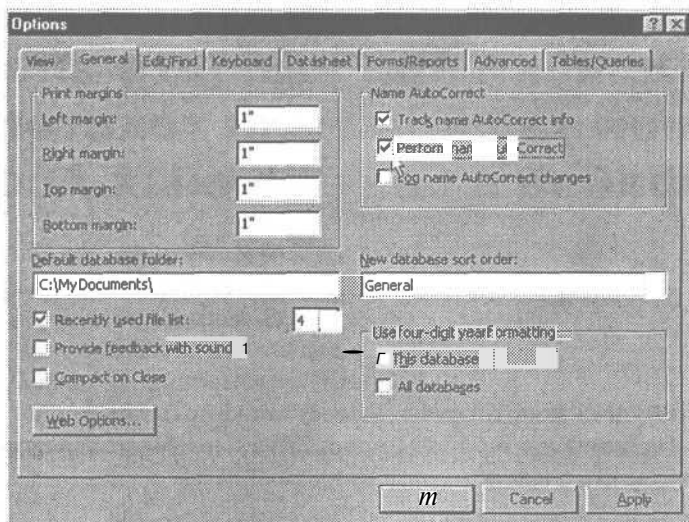 Options
View General Edit/Find Keyboard Datasheet Forms/Reports Advanced Tables/Queries
Print margins
Left margin: 1"
Right margin: 1"
Top margin: 1"
Bottom margin: 1"
Name AutoCorrect
Track name AutoCorrect info
Perform Correct
Log name AutoCorrect changes
Default database folder:
C:\MyDocuments\
New database sort order:
General
Recently used file list: 4
Provide feedback with sound 1
Compact on Close
Web Options...
Use four-digit year formatting
This database
All databases
m Cancel Apply